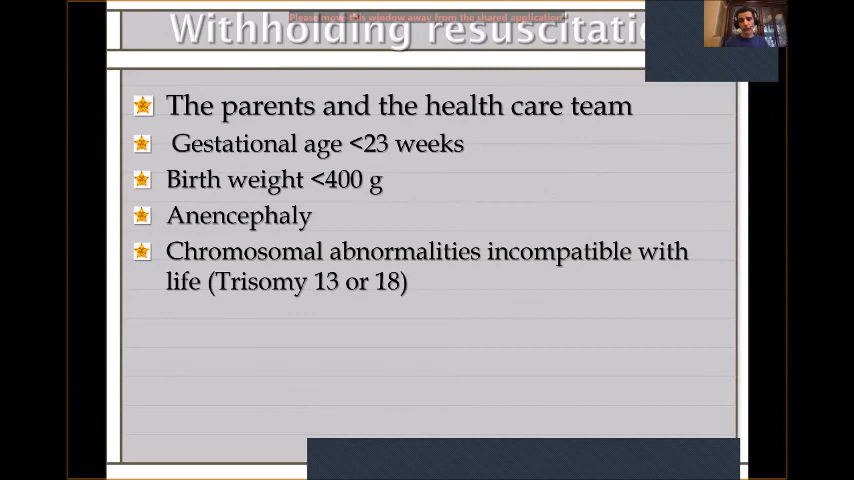 Please move this window away from the shared application
Withholding resuscitatio
The parents and the health care team
Gestational age <23 weeks
Birth weight <400 g
Anencephaly
Chromosomal abnormalities incompatible with
life (Trisomy 13 or 18)